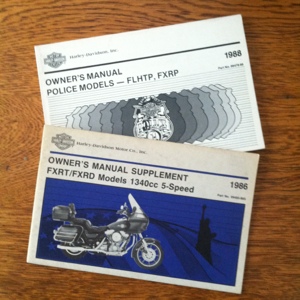 Harley-Davidson, Inc.
1988
OWNER'S MANUAL
POLICE MODELS — FLHTP, FXRP
Harley-Davidson Motor Co., Inc.
OWNER'S MANUAL SUPPLEMENT
1986
FXRT/FXRD Models 1340cc 5-Speed